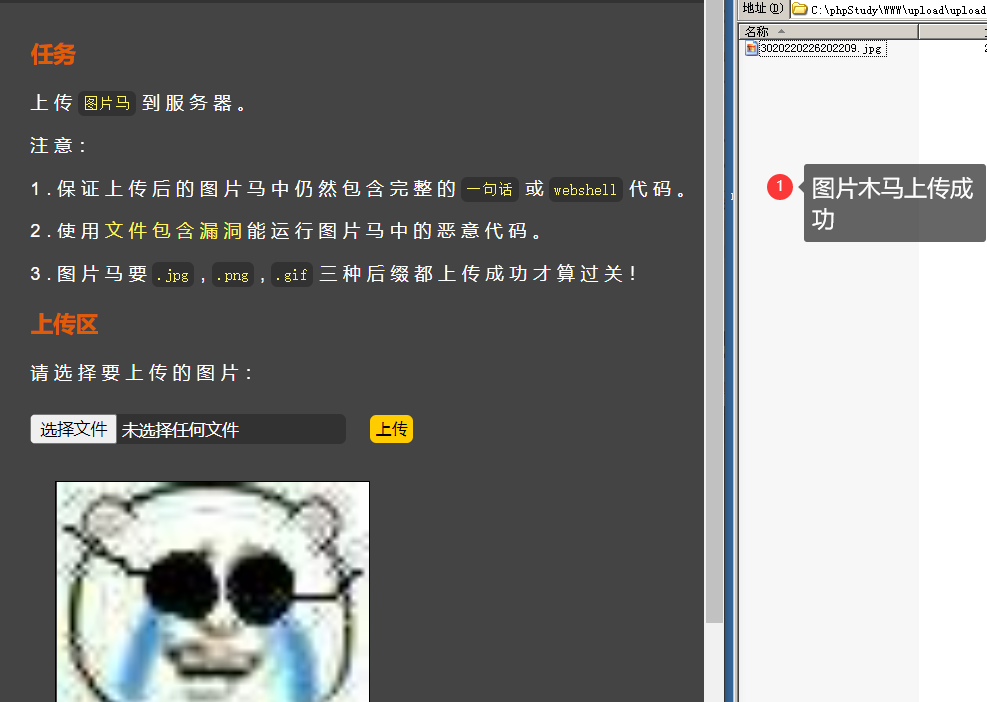 任务
上传 图片马 到服务器。
注意：
1.保证上传后的图片马中仍然包含完整的 一句话 或 webshell 代码。
2.使用文件包含漏洞能运行图片马中的恶意代码。
3.图片马要 .jpg ， .png ， .gif 三种后缀都上传成功才算过关！
上传区
请选择要上传的图片：
选择文件 未选择任何文件 上传
地址(D) C:\phpStudy\WWW\upload\upload
名称
3020220226202209.jpg
1 图片木马上传成
功